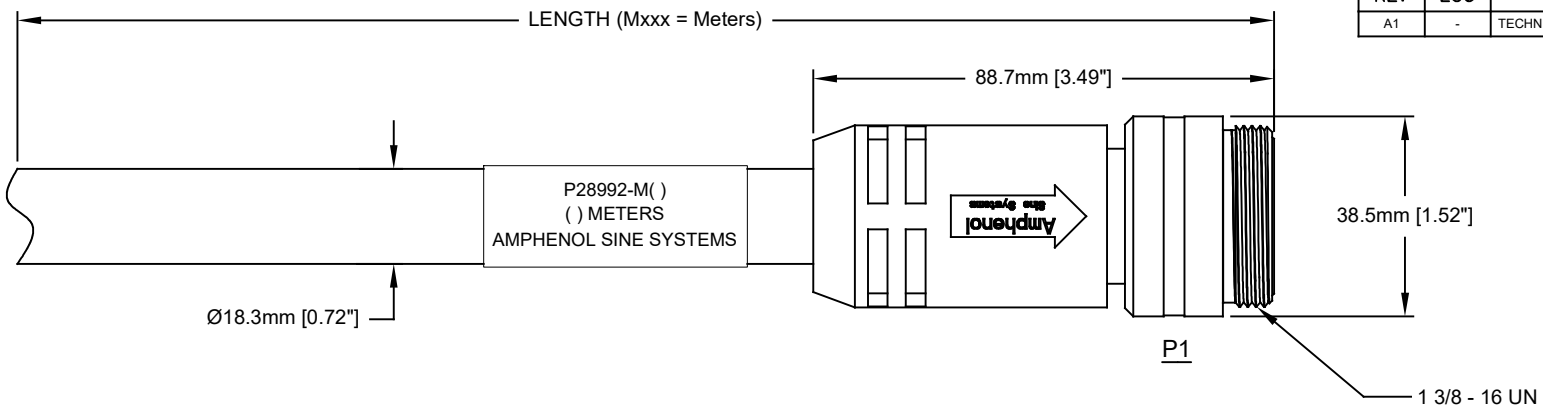 LENGTH (Mxxx = Meters)
A1 - TECHN
88.7mm [3.49"]
P28992-M( )
( ) METERS
AMPHENOL SINE SYSTEMS
Amphenol
Sine Systems
38.5mm [1.52"]
Ø18.3mm [0.72"]
P1
1 3/8 - 16 UN